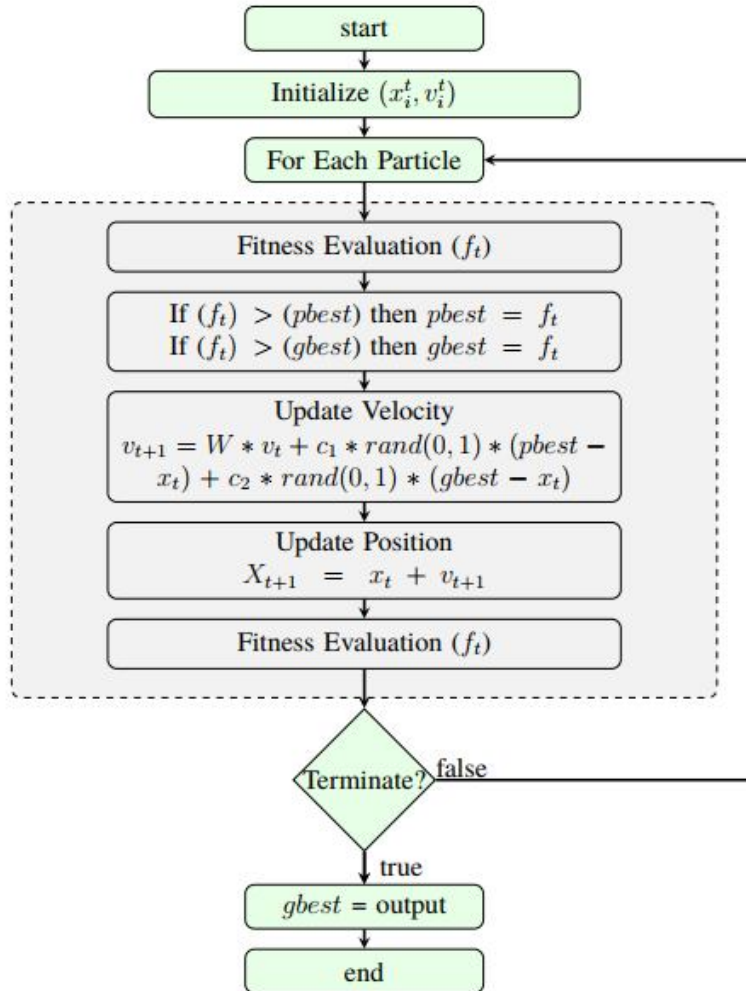 start
Initialize (x_i^t, v_i^t)
For Each Particle
Fitness Evaluation (f_t)
If (f_t) > (pbest) then pbest = f_t
If (f_t) > (gbest) then gbest = f_t
Update Velocity
v_{t+1} = W * v_t + c_1 * rand(0, 1) * (pbest −
x_t) + c_2 * rand(0, 1) * (gbest − x_t)
Update Position
X_{t+1} = x_t + v_{t+1}
Fitness Evaluation (f_t)
Terminate?
false
true
gbest = output
end